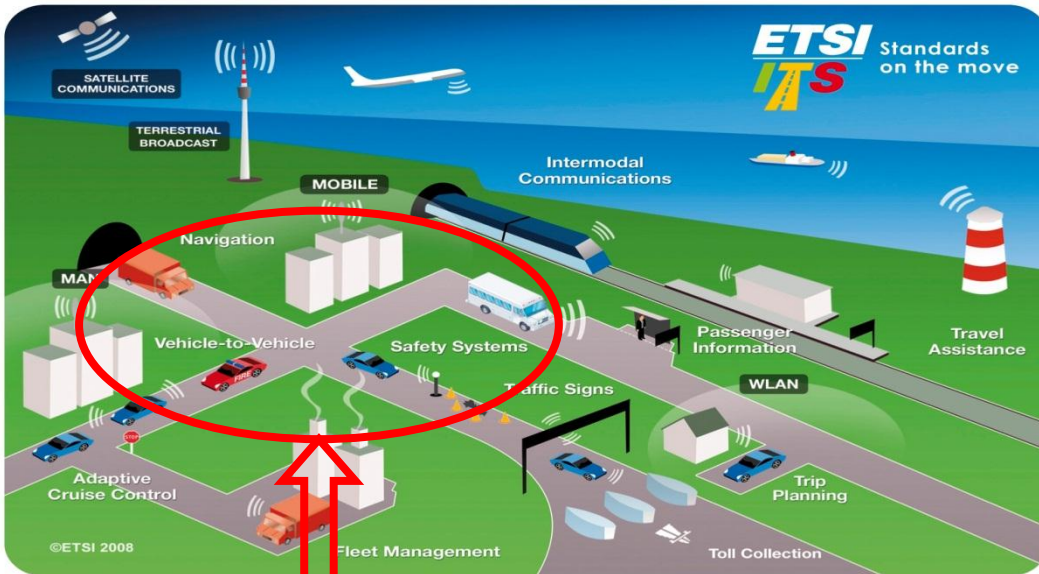 ETSI
ITS
Standards
on the move
SATELLITE
COMMUNICATIONS
TERRESTRIAL
BROADCAST
MOBILE
Intermodal
Communications
Navigation
MAN
Vehicle-to-Vehicle
Safety Systems
Passenger
Information
Travel
Assistance
FIRE
Traffic Signs
WLAN
STOP
Adaptive
Cruise Control
Trip
Planning
©ETSI 2008
Fleet Management
Toll Collection